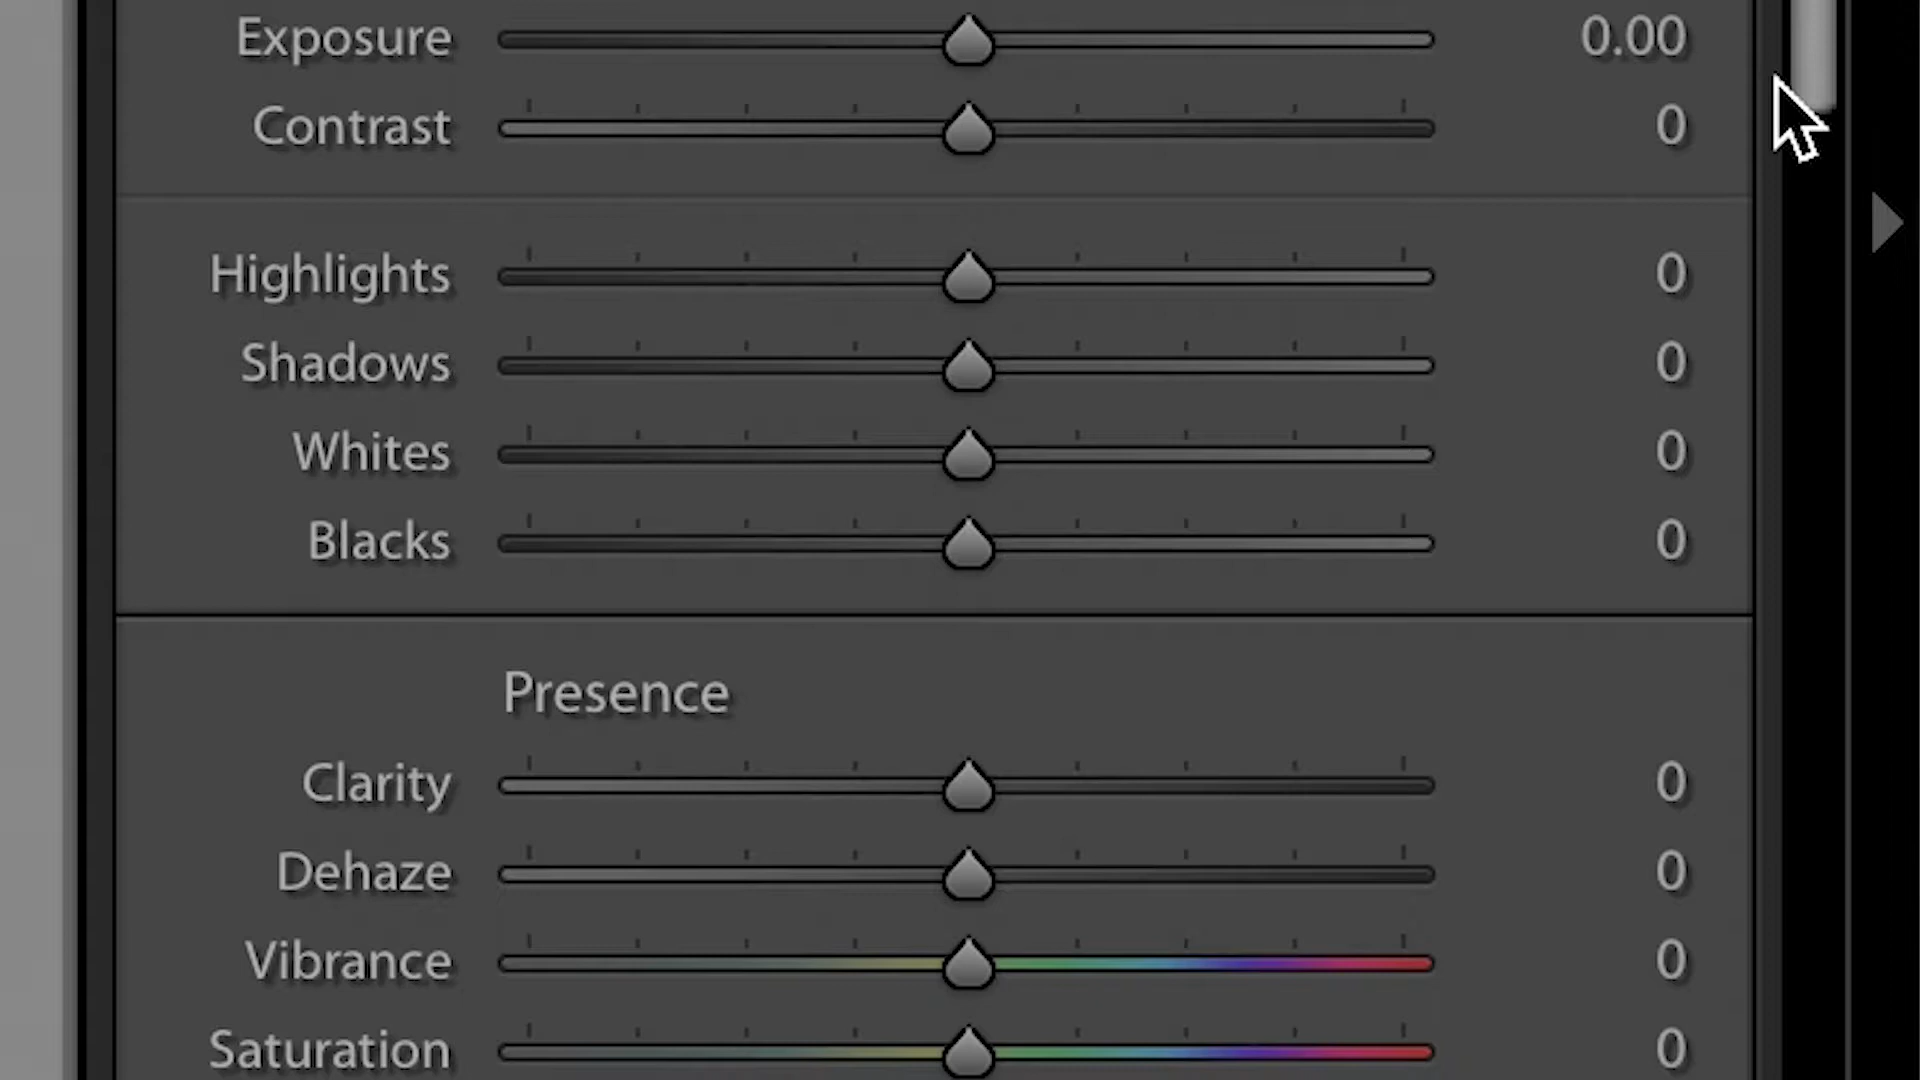 Exposure 0.00
Contrast 0
Highlights 0
Shadows 0
Whites 0
Blacks 0
Presence
Clarity 0
Dehaze 0
Vibrance 0
Saturation 0